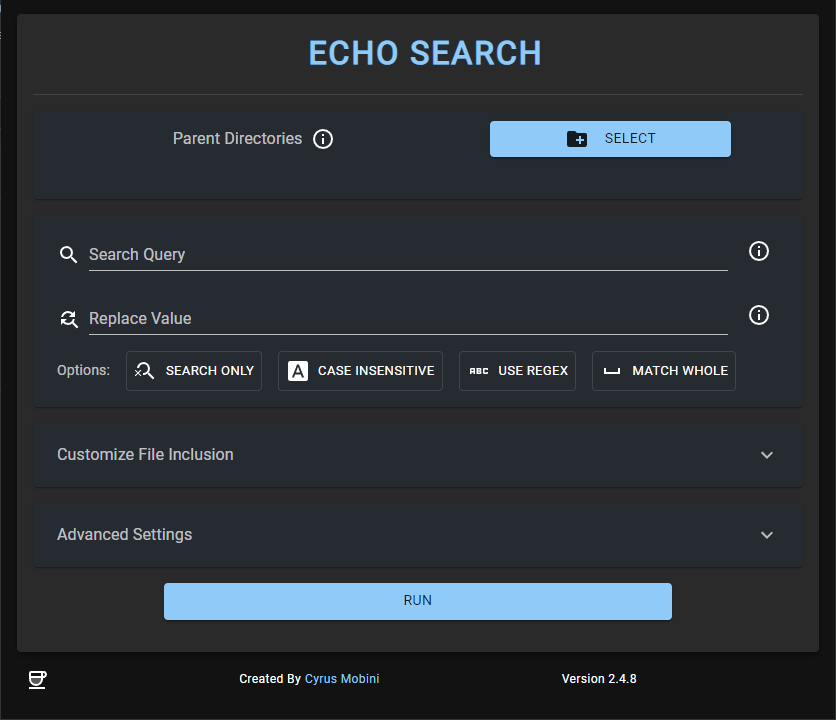 ECHO SEARCH
Parent Directories
SELECT
Search Query
Replace Value
Options: SEARCH ONLY A CASE INSENSITIVE ABC USE REGEX MATCH WHOLE
Customize File Inclusion
Advanced Settings
RUN
Created By Cyrus Mobini Version 2.4.8